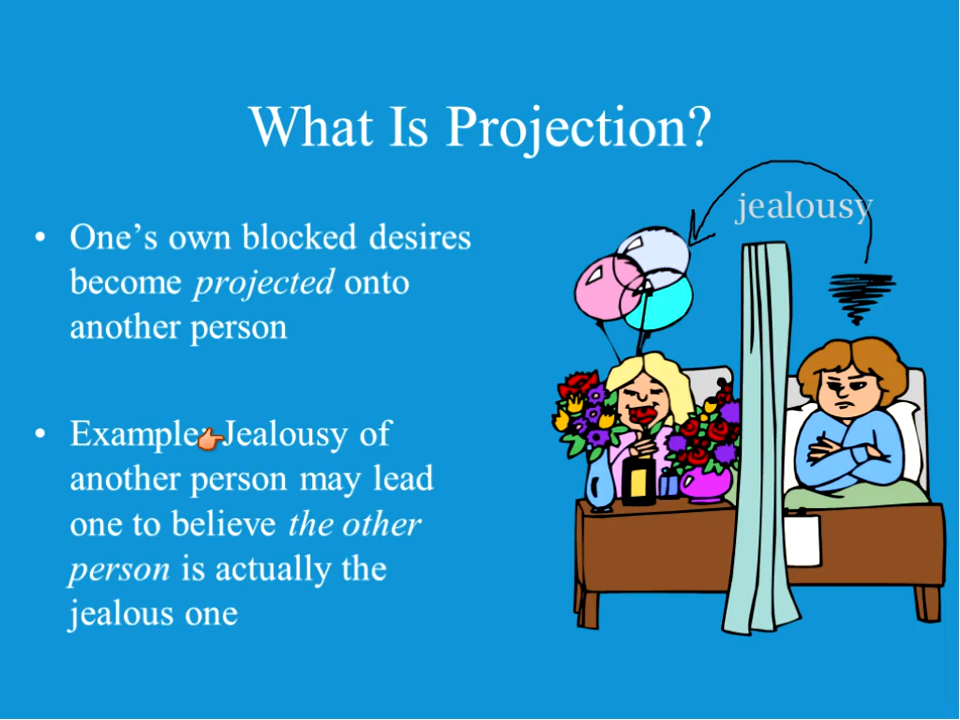 What Is Projection?
jealousy
• One’s own blocked desires
become projected onto
another person
• Example: Jealousy of
another person may lead
one to believe the other
person is actually the
jealous one